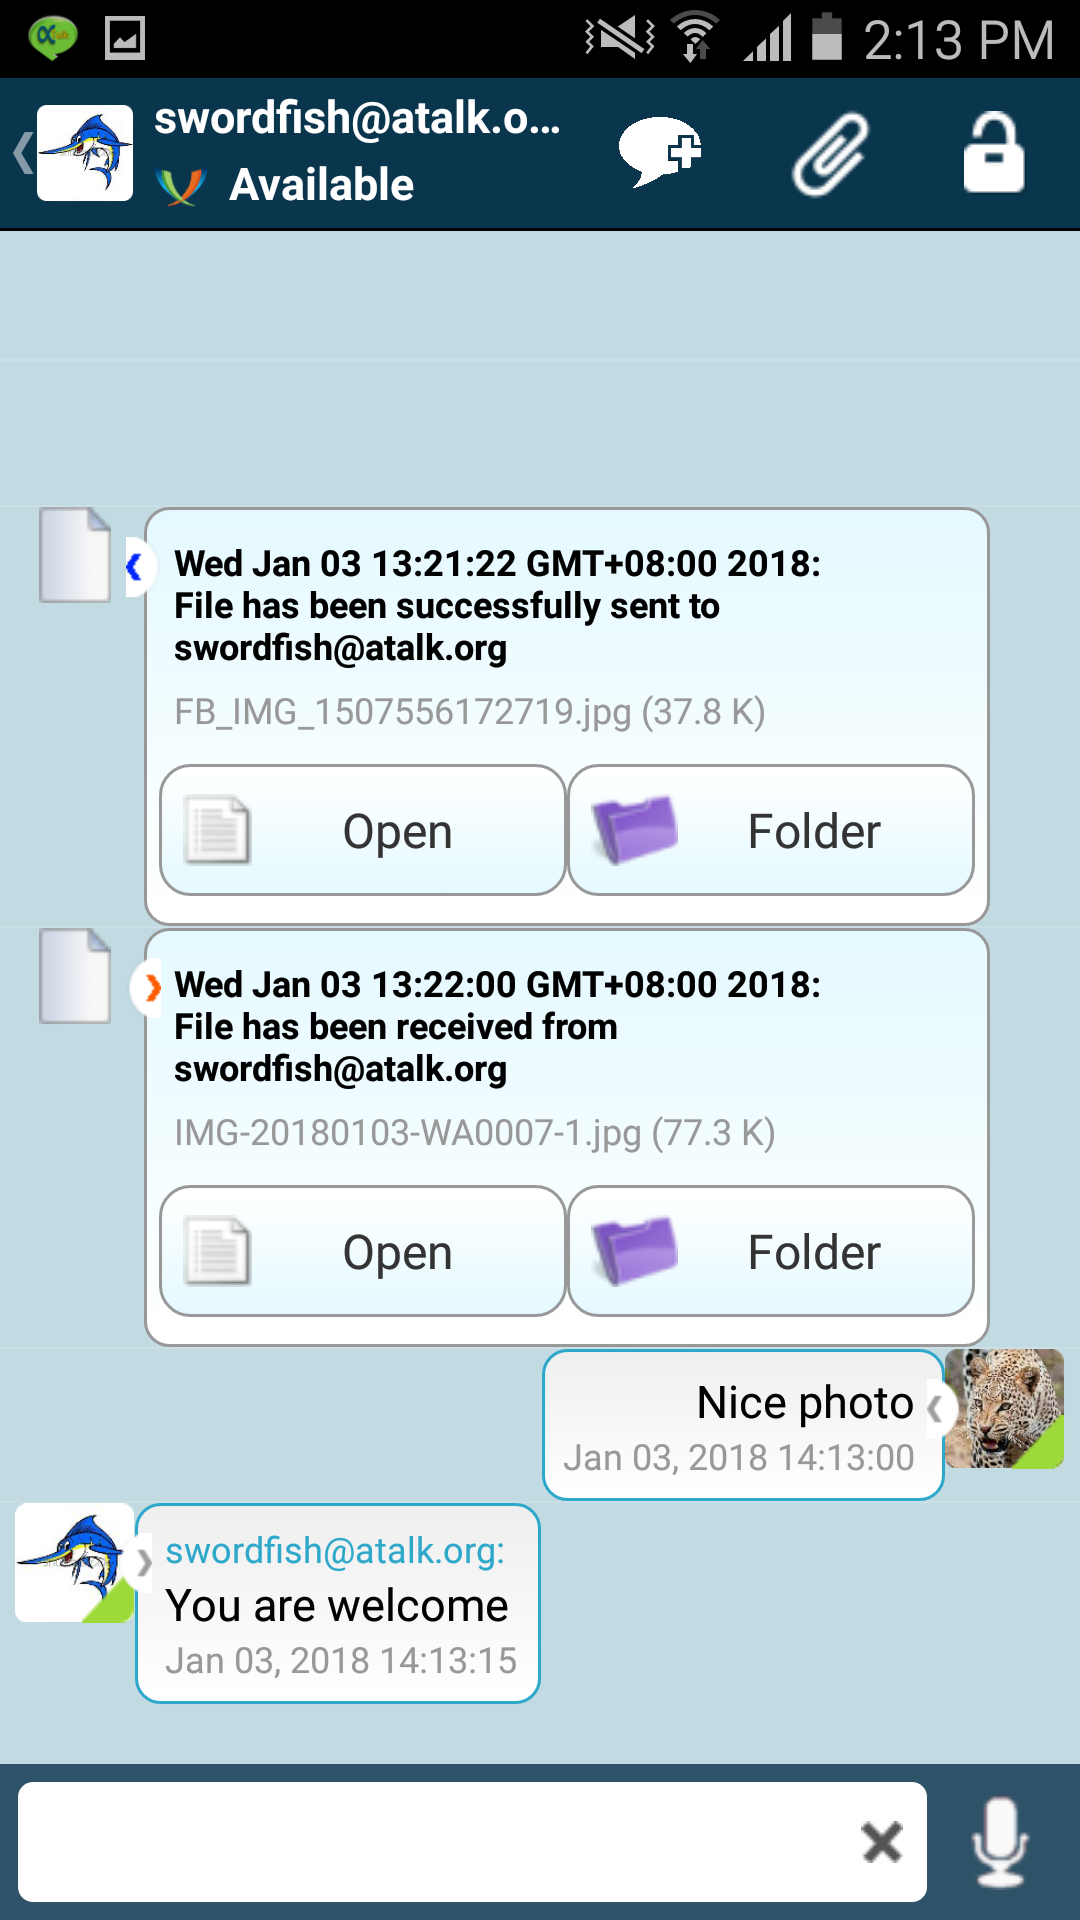 2:13 PM
swordfish@atalk.o...
Available
Wed Jan 03 13:21:22 GMT+08:00 2018:
File has been successfully sent to
swordfish@atalk.org
FB_IMG_1507556172719.jpg (37.8 K)
Open
Folder
Wed Jan 03 13:22:00 GMT+08:00 2018:
File has been received from
swordfish@atalk.org
IMG-20180103-WA0007-1.jpg (77.3 K)
Open
Folder
Nice photo
Jan 03, 2018 14:13:00
swordfish@atalk.org:
You are welcome
Jan 03, 2018 14:13:15